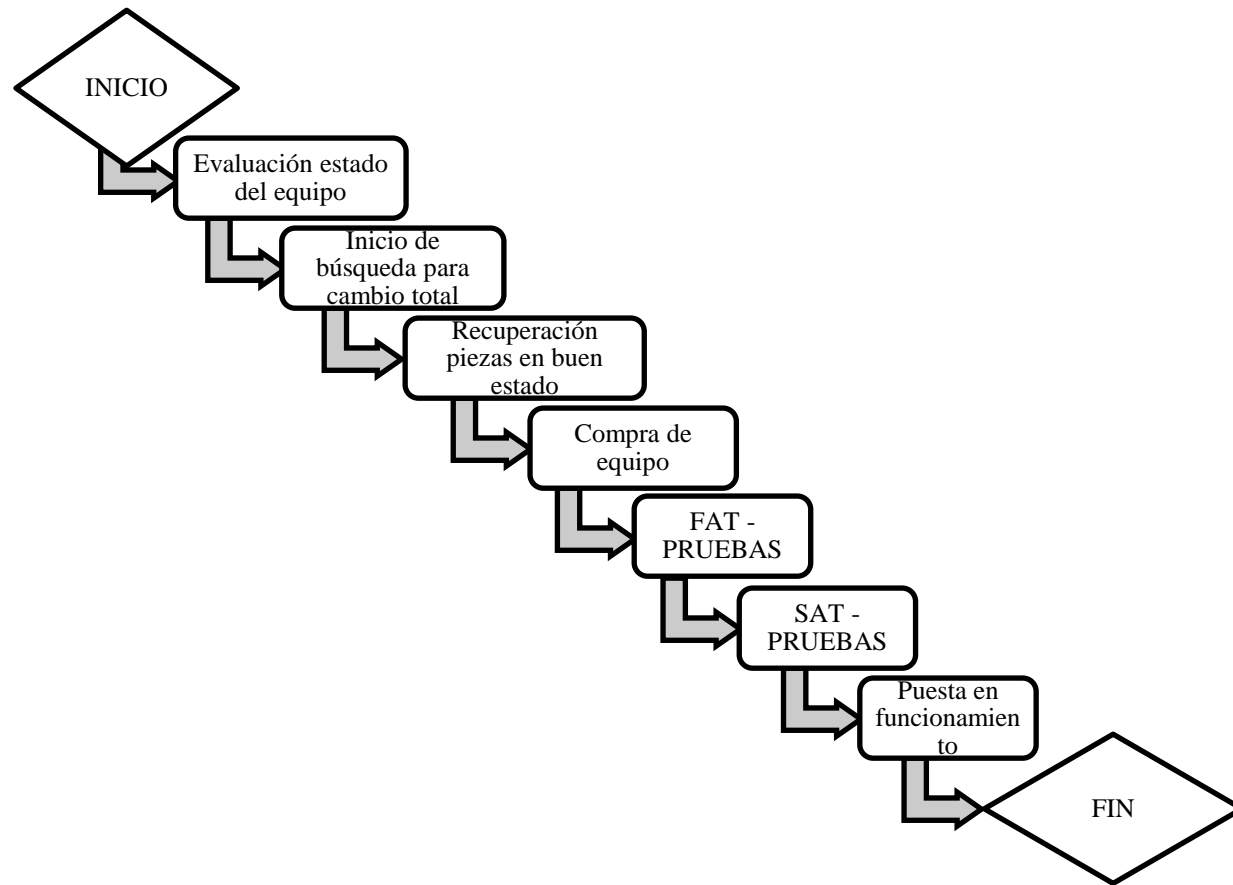 INICIO
Evaluación estado
del equipo
Inicio de
búsqueda para
cambio total
Recuperación
piezas en buen
estado
Compra de
equipo
FAT -
PRUEBAS
SAT -
PRUEBAS
Puesta en
funcionamien
to
FIN